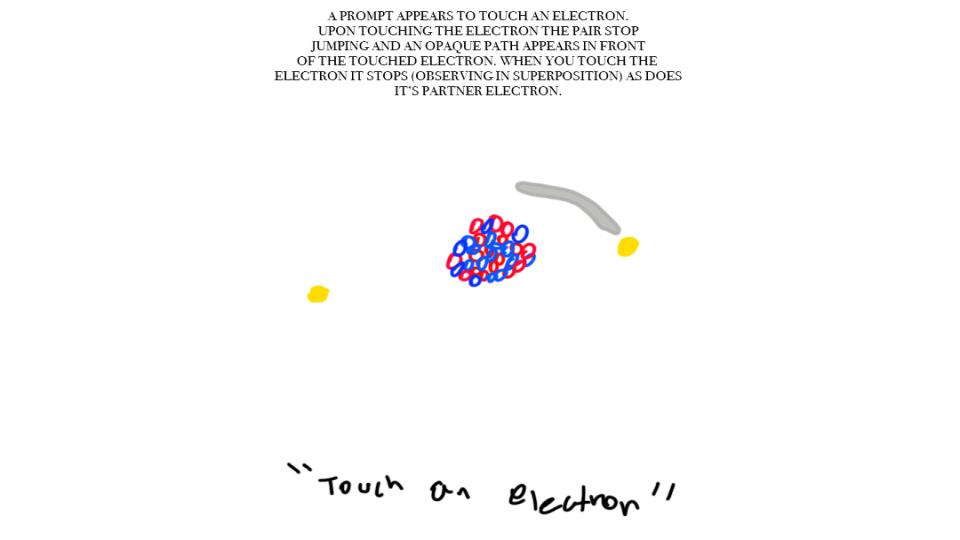 A PROMPT APPEARS TO TOUCH AN ELECTRON.
UPON TOUCHING THE ELECTRON THE PAIR STOP
JUMPING AND AN OPAQUE PATH APPEARS IN FRONT
OF THE TOUCHED ELECTRON. WHEN YOU TOUCH THE
ELECTRON IT STOPS (OBSERVING IN SUPERPOSITION) AS DOES
IT'S PARTNER ELECTRON.
"Touch an electron"